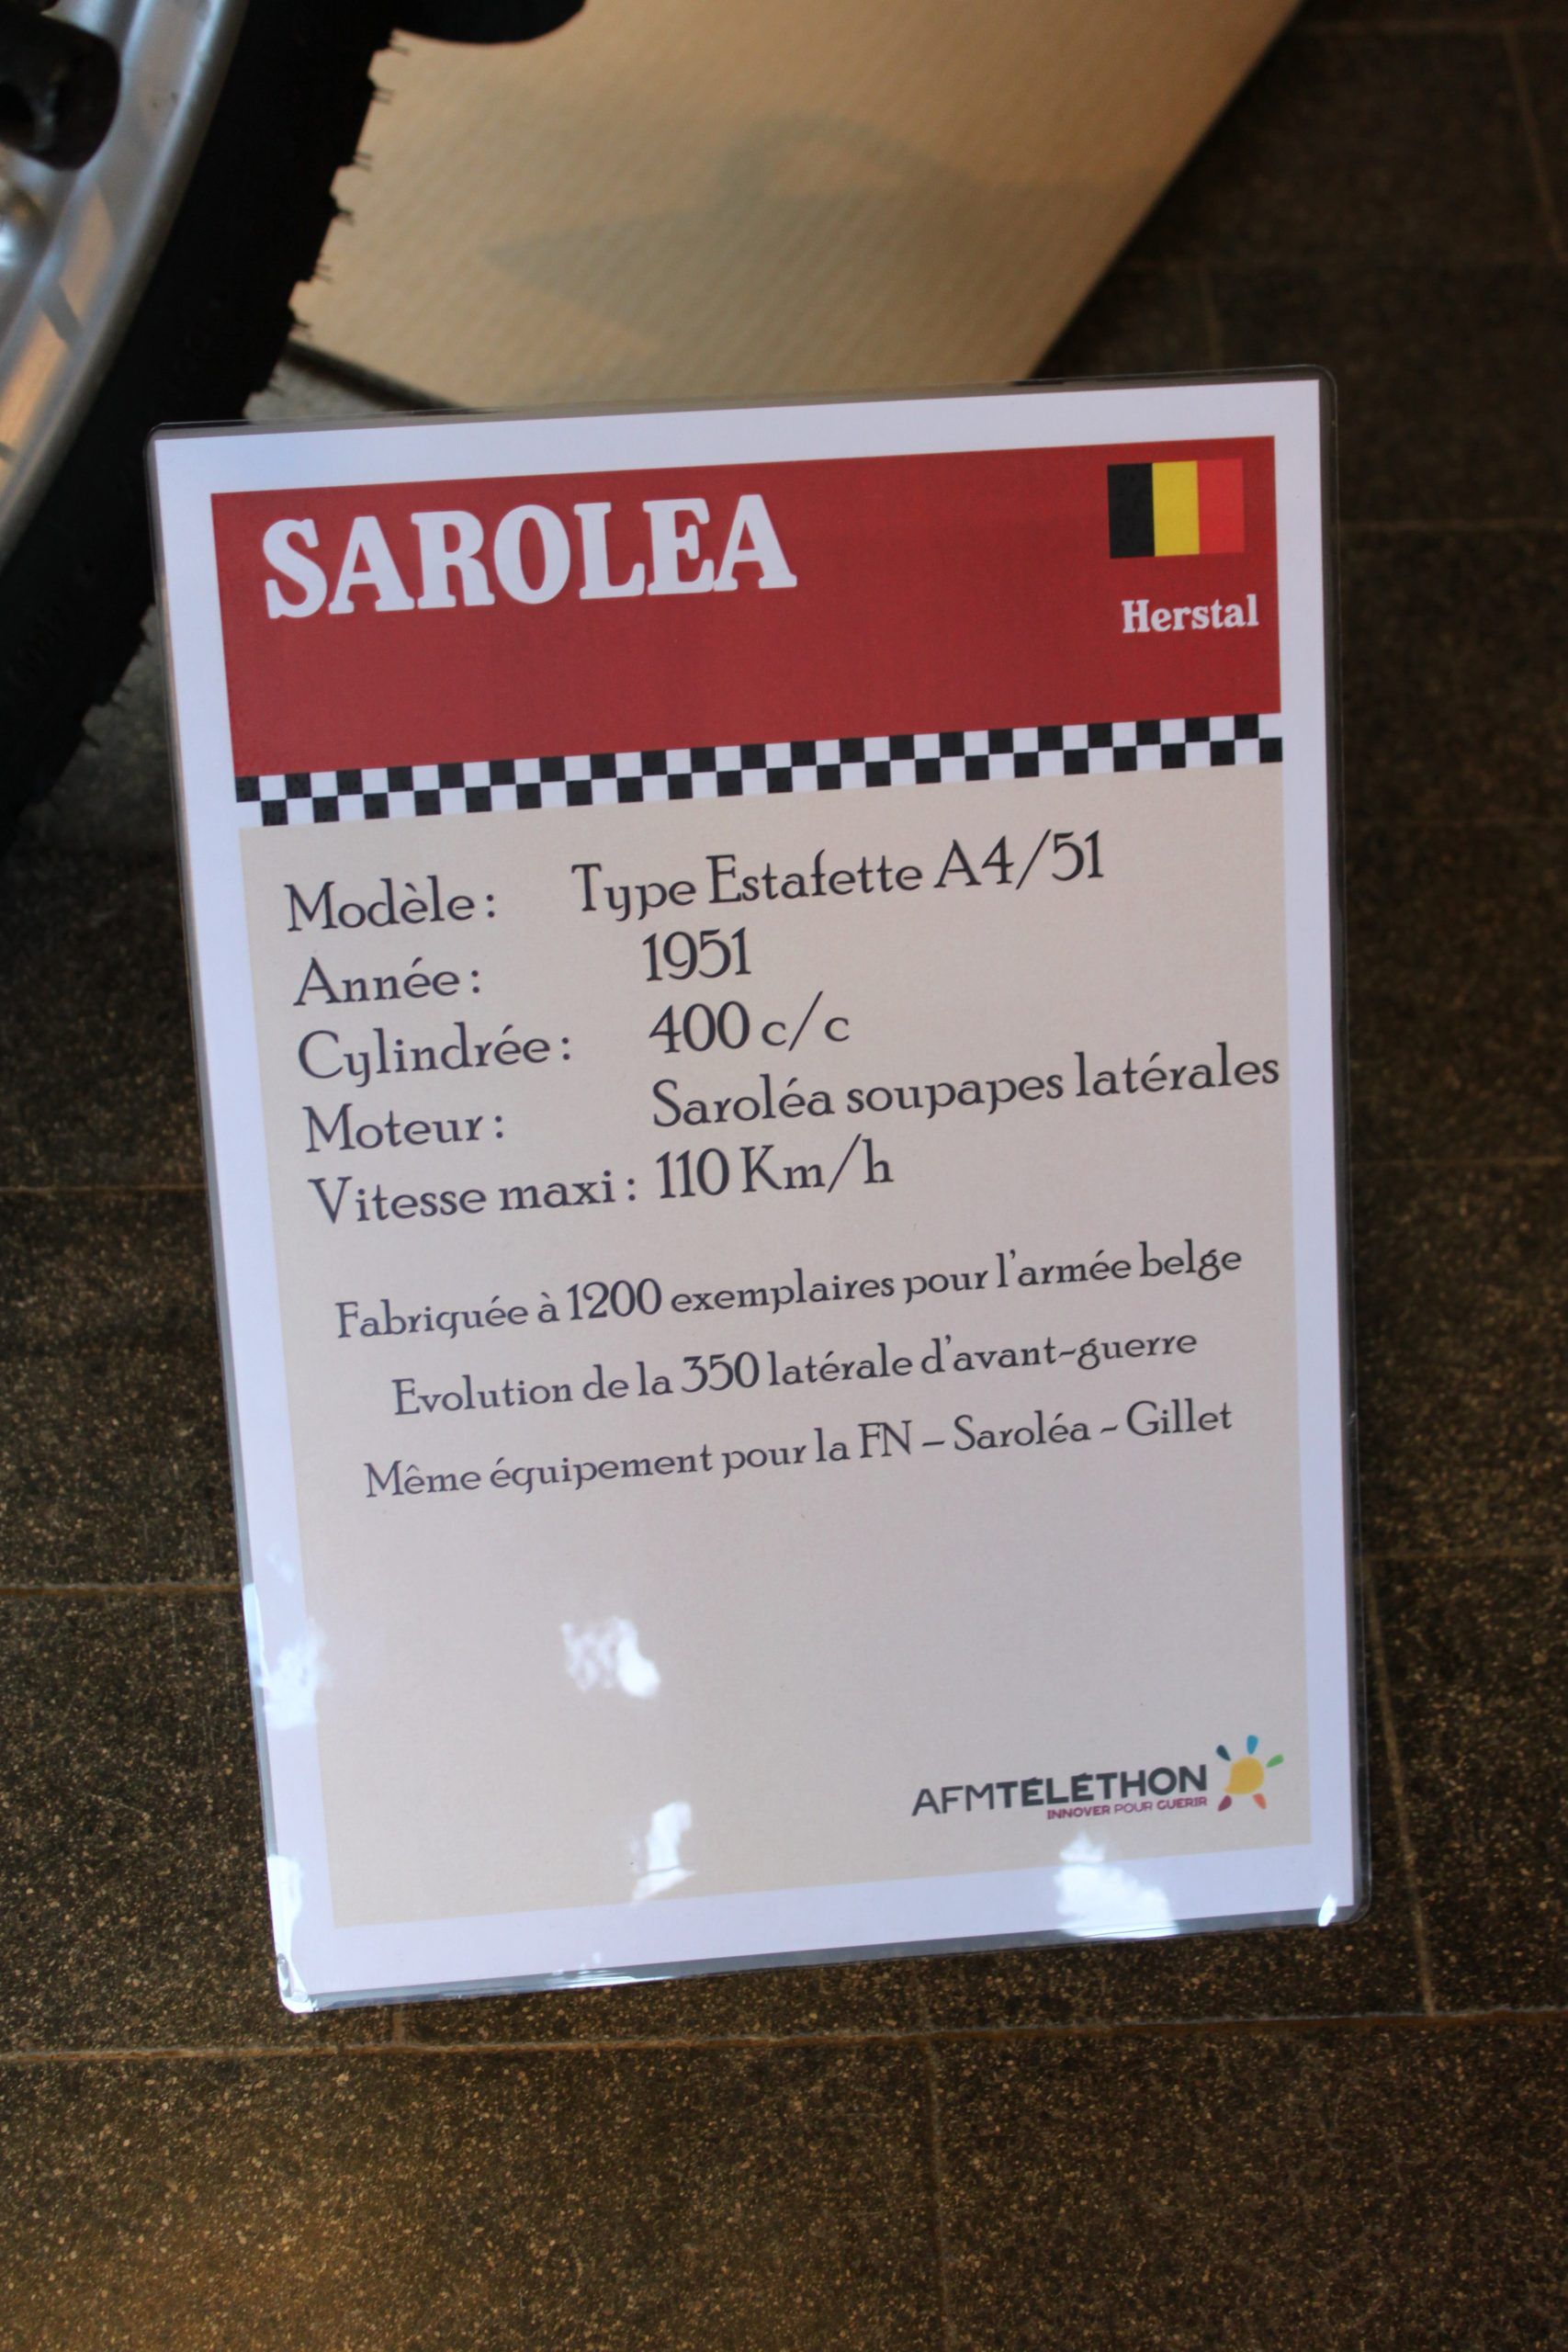 SAROLEA
Herstal
Modèle : Type Estafette A4/51
Année : 1951
Cylindrée : 400 c/c
Moteur : Saroléa soupapes latérales
Vitesse maxi : 110 Km/h
Fabriquée à 1200 exemplaires pour l'armée belge
Evolution de la 350 latérale d'avant-guerre
Même équipement pour la FN – Saroléa - Gillet
AFMTÉLÉTHON
INNOVER POUR GUÉRIR